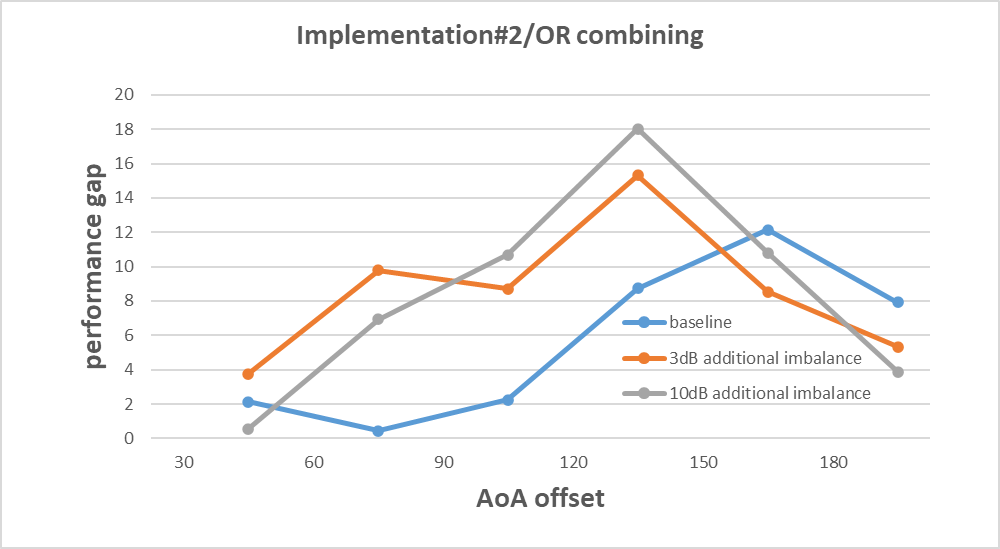 Implementation#2/OR combining
performance gap
20
18
16
14
12
10
8
6
4
2
0
baseline
3dB additional imbalance
10dB additional imbalance
30 60 90 120 150 180
AoA offset